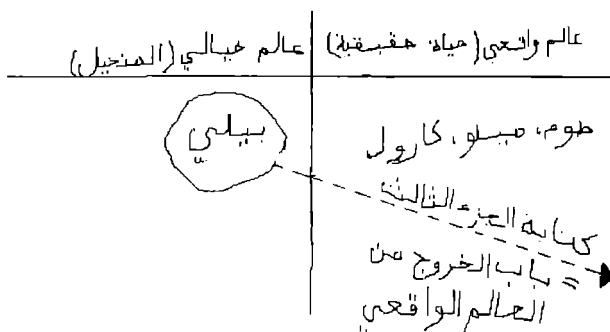 عالم واقعي (حياة حقيقية)
عالم خيالي (المتخيل)
طوم، ميلو، كارول
كتابة الجزء الثالث
= باب الخروج من
العالم الواقعي
بيلي